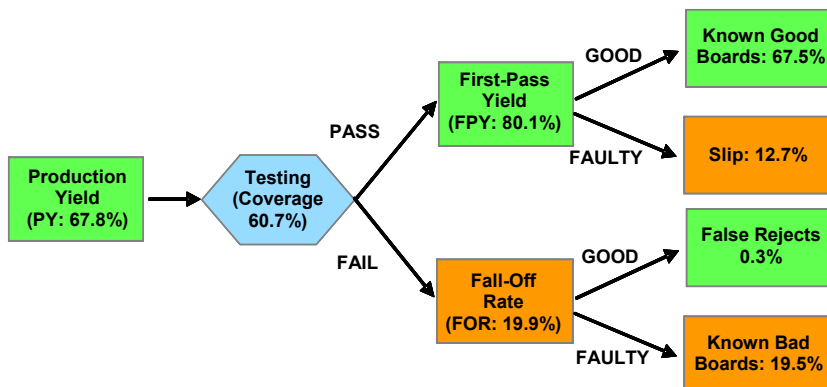 Production
Yield
(PY: 67.8%)
Testing
(Coverage
60.7%)
PASS
FAIL
First-Pass
Yield
(FPY: 80.1%)
Fall-Off
Rate
(FOR: 19.9%)
GOOD
FAULTY
GOOD
FAULTY
Known Good
Boards: 67.5%
Slip: 12.7%
False Rejects
0.3%
Known Bad
Boards: 19.5%